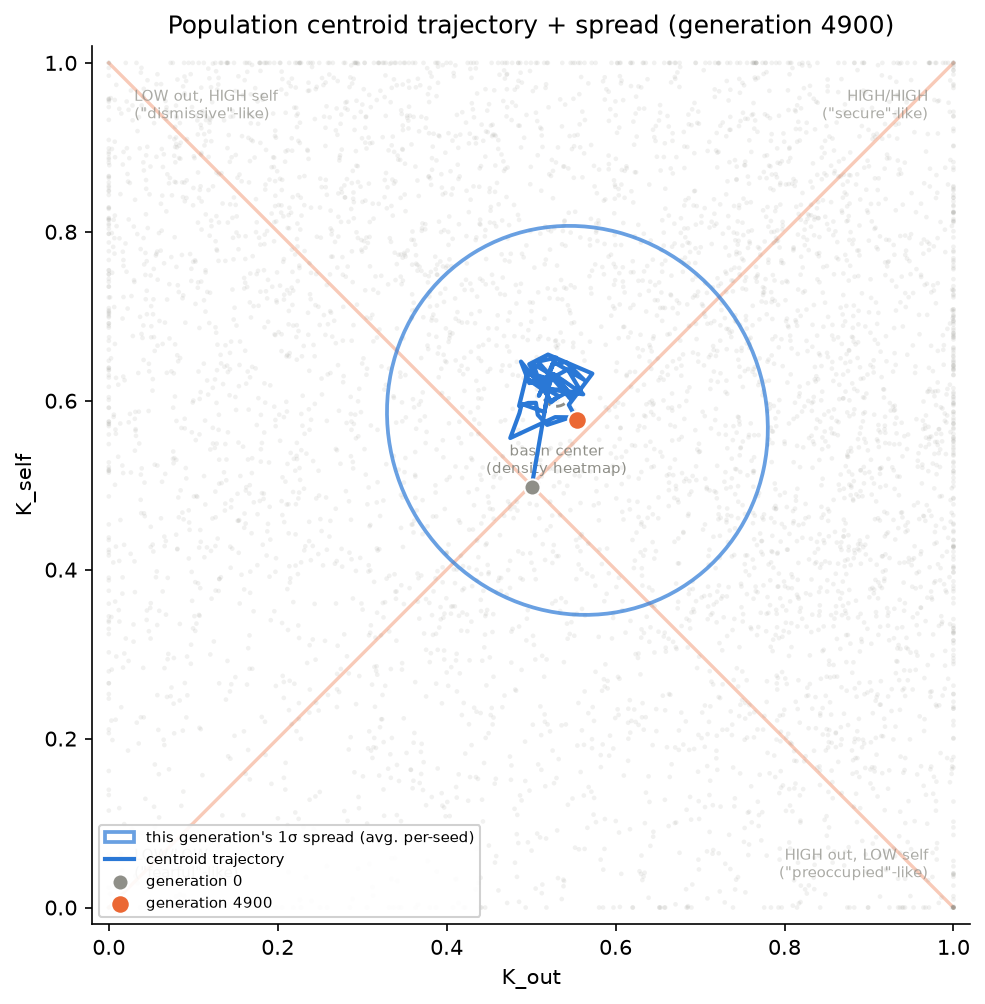 Population centroid trajectory + spread (generation 4900)
1.0
0.8
0.6
0.4
0.2
0.0
K_self
LOW out, HIGH self
("dismissive"-like)
HIGH/HIGH
("secure"-like)
basin center
(density heatmap)
HIGH out, LOW self
("preoccupied"-like)
this generation's 1σ spread (avg. per-seed)
centroid trajectory
generation 0
generation 4900
0.0
0.2
0.4
0.6
0.8
1.0
K_out